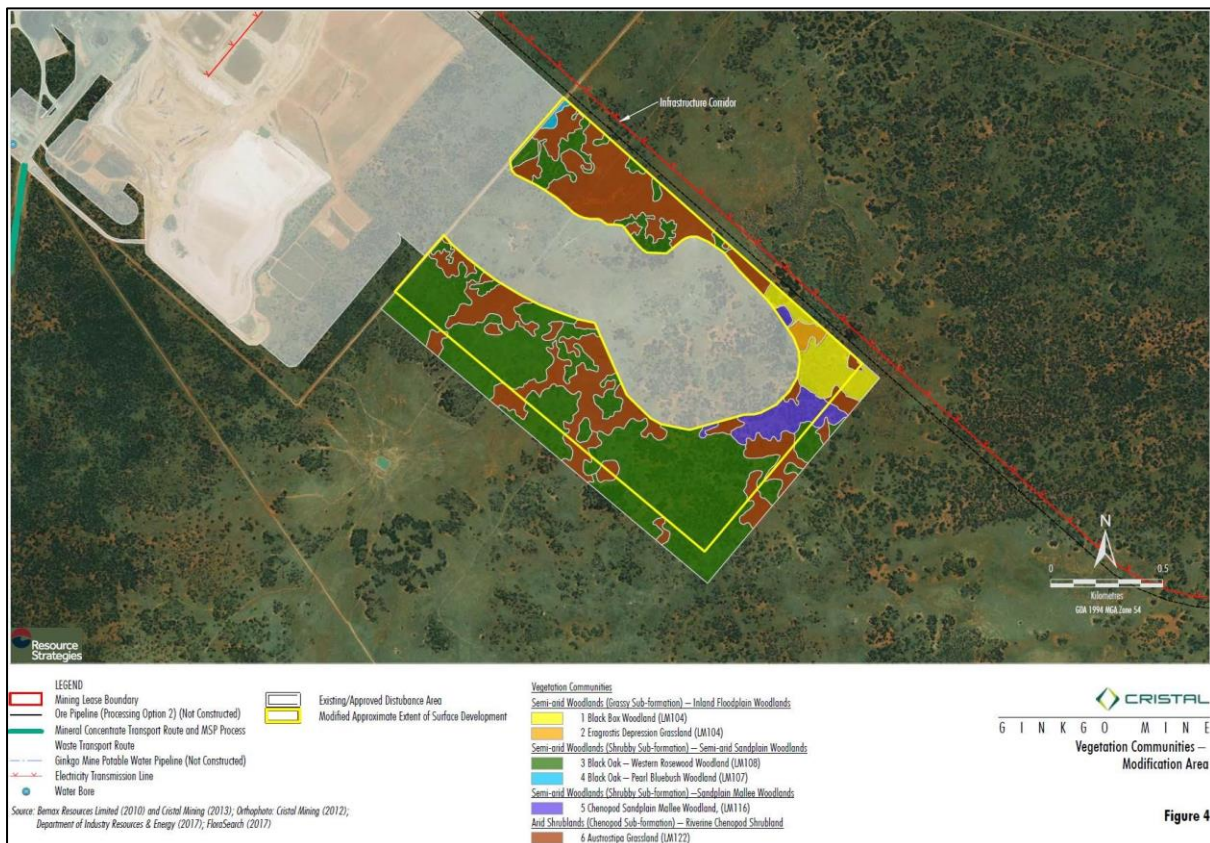 Infrastructure Corridor
N
0 0.5
Kilometres
GDA 1994 MGA Zone 54
Resource
Strategies
LEGEND
Mining Lease Boundary
Ore Pipeline (Processing Option 2) (Not Constructed)
Mineral Concentrate Transport Route and MSP Process
Waste Transport Route
Ginkgo Mine Potable Water Pipeline (Not Constructed)
Electricity Transmission Line
Water Bore
Existing/Approved Distubance Area
Modified Approximate Extent of Surface Development
Source: Bemax Resources Limited (2010) and Cristal Mining (2013); Orthophoto: Cristal Mining (2012);
Department of Industry Resources & Energy (2017); FloraSearch (2017)
Vegetation Communities
Semi-arid Woodlands (Grassy Sub-formation) – Inland Floodplain Woodlands
1 Black Box Woodland (LM104)
2 Eragrostis Depression Grassland (LM104)
Semi-arid Woodlands (Shrubby Sub-formation) – Semi-arid Sandplain Woodlands
3 Black Oak – Western Rosewood Woodland (LM108)
4 Black Oak – Pearl Bluebush Woodland (LM107)
Semi-arid Woodlands (Shrubby Sub-formation) –Sandplain Mallee Woodlands
5 Chenopod Sandplain Mallee Woodland, (LM116)
Arid Shrublands (Chenopod Sub-formation) – Riverine Chenopod Shrubland
6 Austrostipa Grassland (LM122)
CRISTAL
GINKGO MINE
Vegetation Communities –
Modification Area
Figure 4